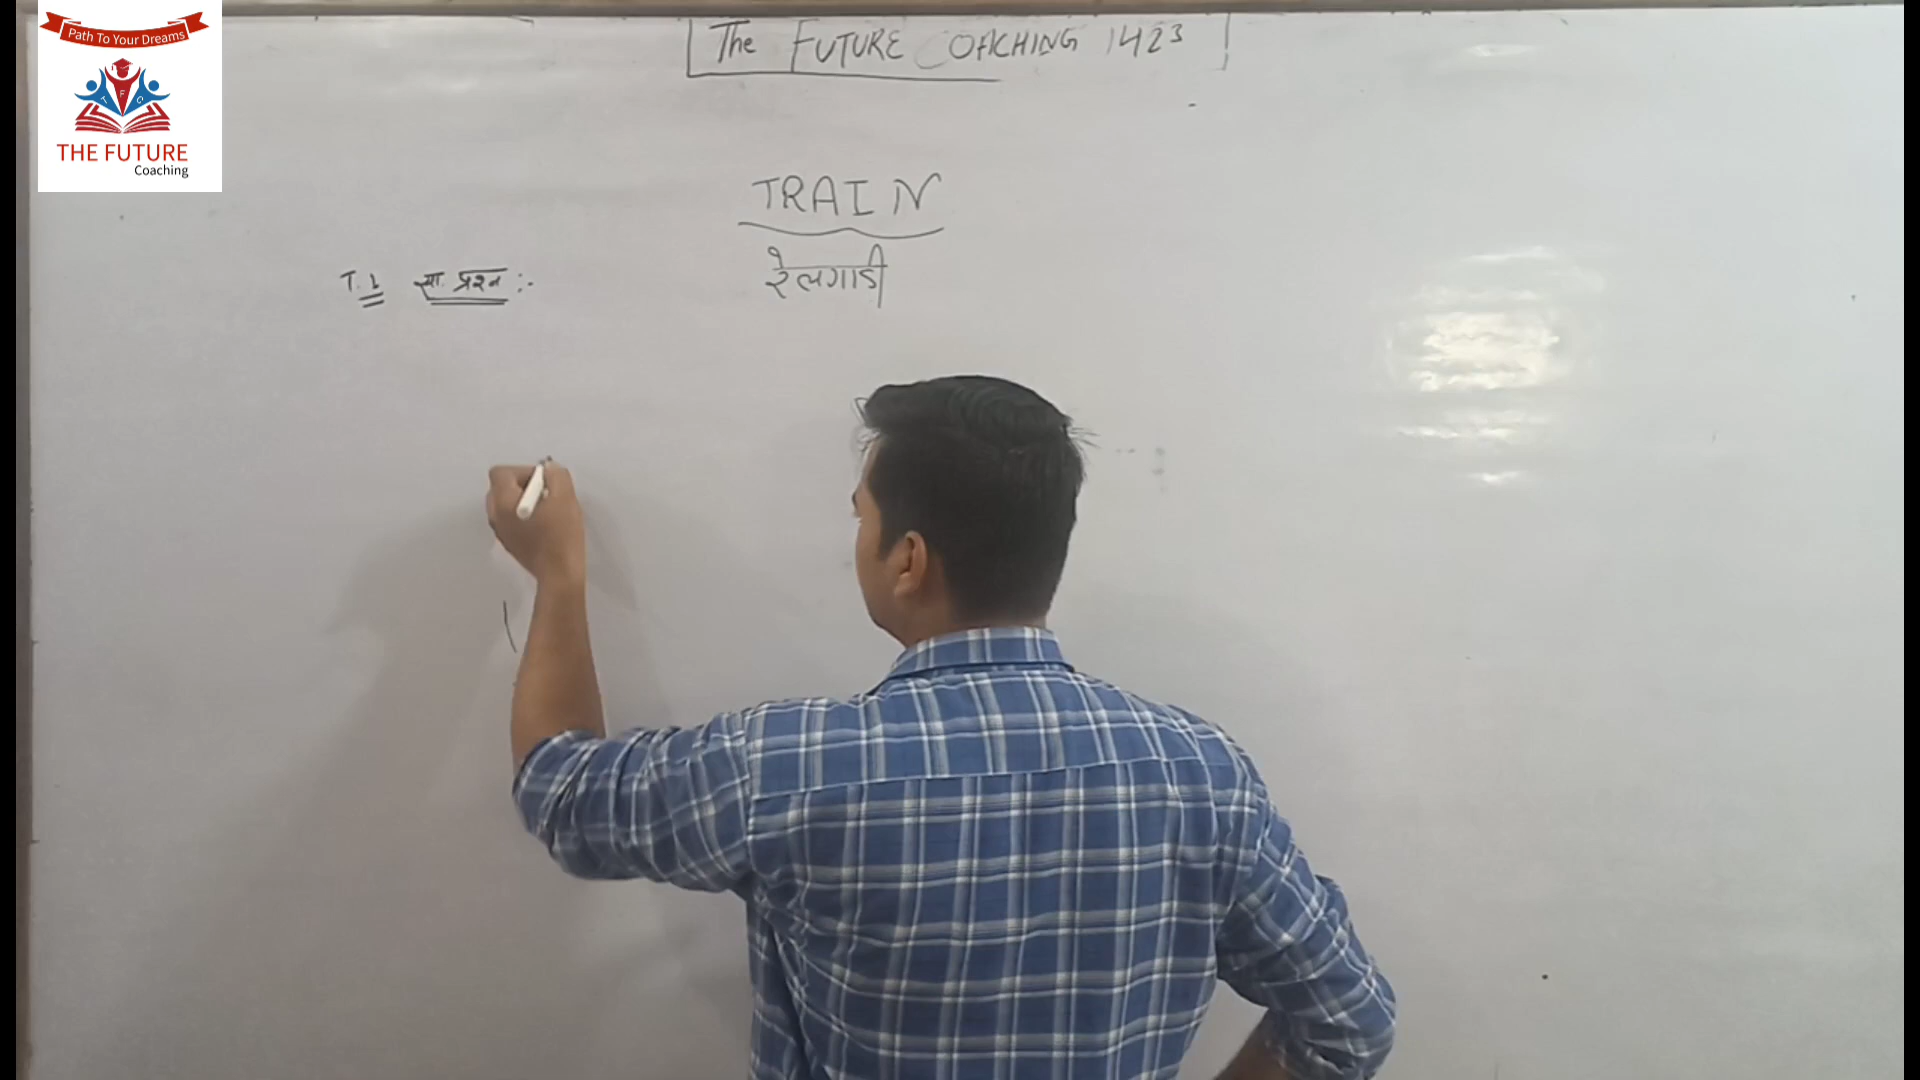 Path To Your Dreams
T F C
THE FUTURE
Coaching
The FUTURE COACHING 1423
TRAIN
रेलगाडी
T.1 सा. प्रश्न :-